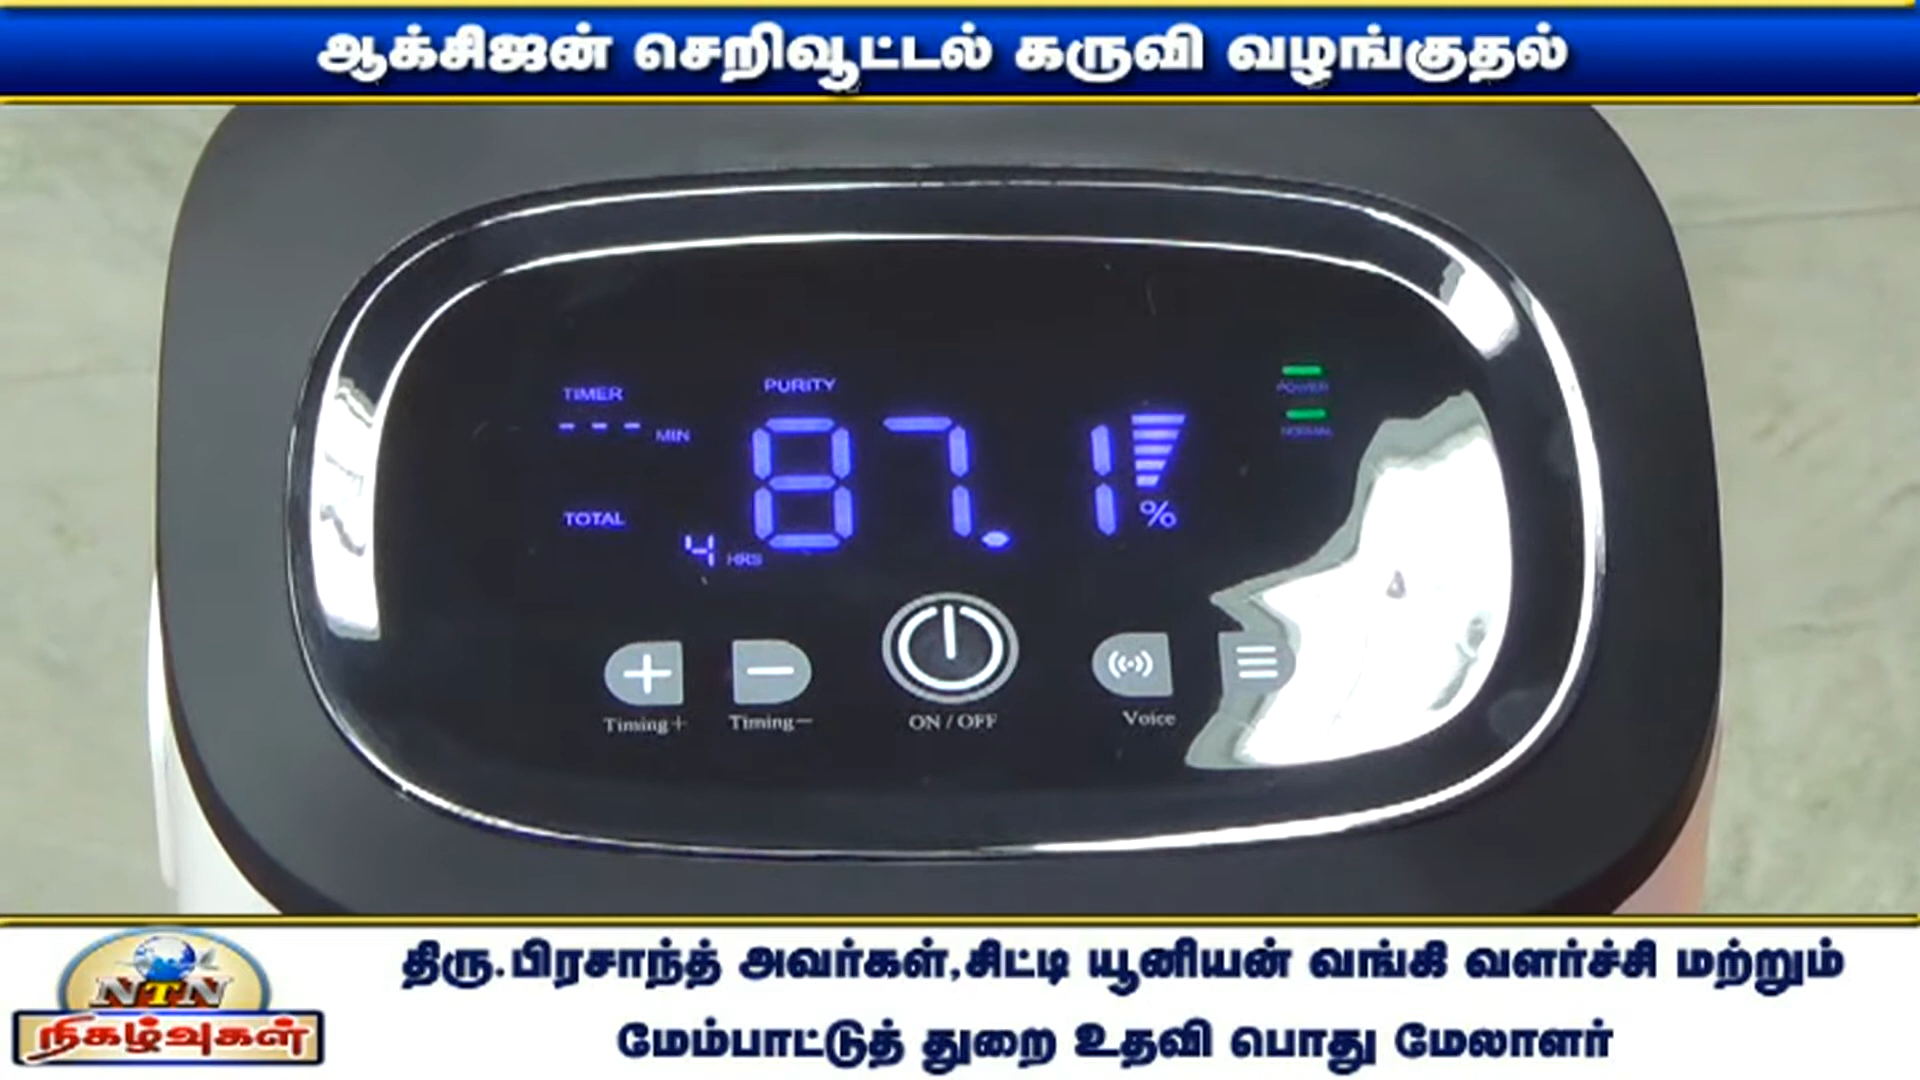 ஆக்சிஜன் செறிவூட்டல் கருவி வழங்குதல்
TIMER
--- MIN
PURITY
87.1 %
POWER
NORMAL
TOTAL
4 HRS
Timing+
Timing−
ON / OFF
Voice
NTN
நிகழ்வுகள்
திரு.பிரசாந்த் அவர்கள்,சிட்டி யூனியன் வங்கி வளர்ச்சி மற்றும்
மேம்பாட்டுத் துறை உதவி பொது மேலாளர்